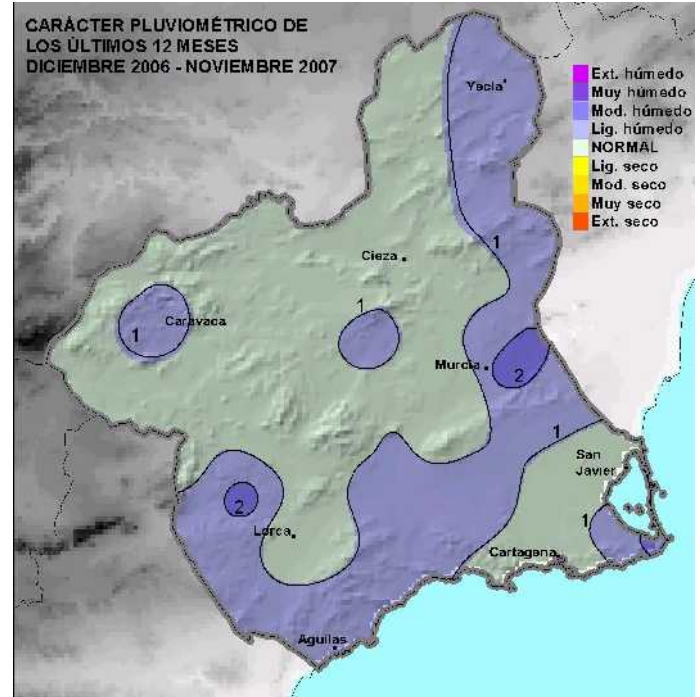 CARÁCTER PLUVIOMÉTRICO DE
LOS ÚLTIMOS 12 MESES
DICIEMBRE 2006 - NOVIEMBRE 2007
Yecla
Ext. húmedo
Muy húmedo
Mod. húmedo
Lig. húmedo
NORMAL
Lig. seco
Mod. seco
Muy seco
Ext. seco
1
Cieza
1
Caravaca
1
Murcia
2
1
San
Javier
2
Lorca
1
Cartagena
Aguilas